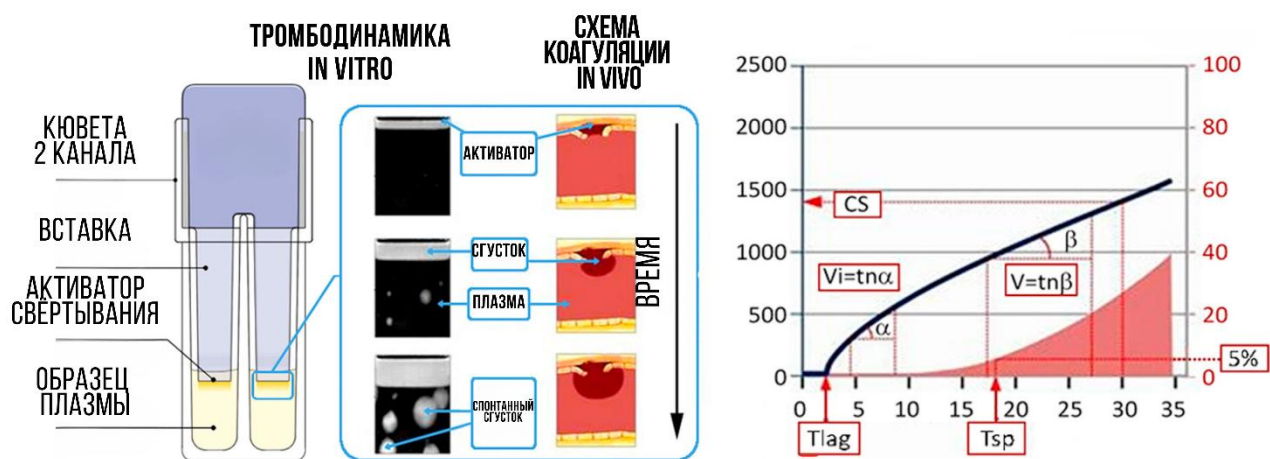 ТРОМБОДИНАМИКА
IN VITRO
СХЕМА
КОАГУЛЯЦИИ
IN VIVO
КЮВЕТА
2 КАНАЛА
ВСТАВКА
АКТИВАТОР
СВЁРТЫВАНИЯ
ОБРАЗЕЦ
ПЛАЗМЫ
АКТИВАТОР
СГУСТОК
ПЛАЗМА
СПОНТАННЫЙ
СГУСТОК
ВРЕМЯ
2500
2000
1500
1000
500
0
CS
Vi=tnα
α
β
V=tnβ
100
80
60
40
20
0
5%
0 5 10 15 20 25 30 35
Tlag
Tsp